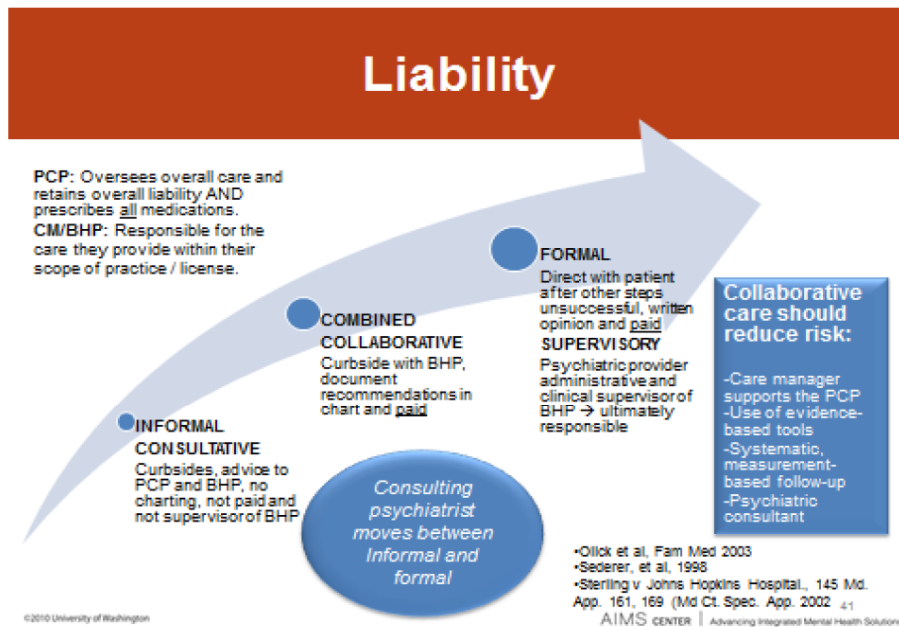 Liability
PCP: Oversees overall care and
retains overall liability AND
prescribes all medications.
CM/BHP: Responsible for the
care they provide within their
scope of practice / license.
INFORMAL
CONSULTATIVE
Curbsides, advice to
PCP and BHP, no
charting, not paid and
not supervisor of BHP
COMBINED
COLLABORATIVE
Curbside with BHP,
document
recommendations in
chart and paid
FORMAL
Direct with patient
after other steps
unsuccessful, written
opinion and paid
SUPERVISORY
Psychiatric provider
administrative and
clinical supervisor of
BHP → ultimately
responsible
Consulting
psychiatrist
moves between
Informal and
formal
Collaborative
care should
reduce risk:
-Care manager
supports the PCP
-Use of evidence-
based tools
-Systematic,
measurement-
based follow-up
-Psychiatric
consultant
•Olick et al, Fam Med 2003
•Sederer, et al, 1998
•Sterling v Johns Hopkins Hospital., 145 Md.
App. 161, 169 (Md Ct. Spec. App. 2002
41
©2010 University of Washington
AIMS CENTER | Advancing Integrated Mental Health Solutions